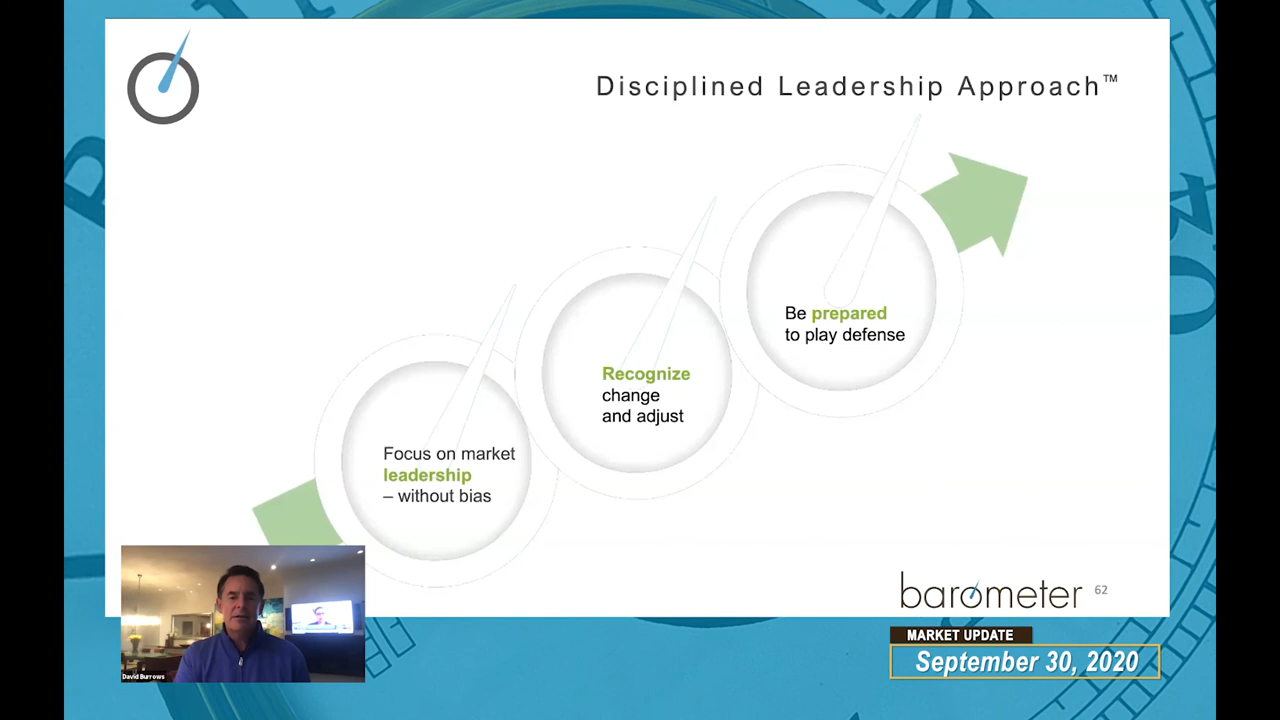 Disciplined Leadership Approach™
Focus on market
leadership
– without bias
Recognize
change
and adjust
Be prepared
to play defense
barometer
62
MARKET UPDATE
September 30, 2020
David Burrows